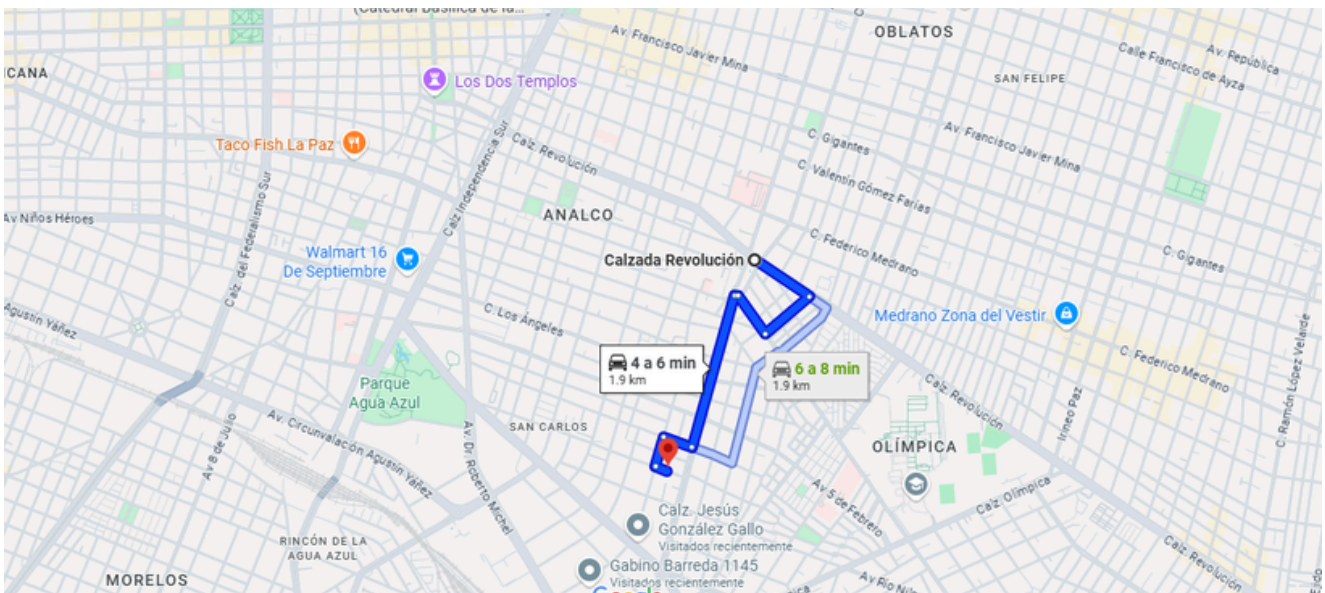 (Catedral Basílica de la...
OBLATOS
Av. Francisco Javier Mina
Calle Francisco de Ayza
Av. República
ICANA
Los Dos Templos
SAN FELIPE
Taco Fish La Paz
Calz. Independencia Sur
Calz. Revolución
C. Gigantes
Av. Francisco Javier Mina
C. Valentín Gómez Farías
Calz. del Federalismo Sur
Av Niños Héroes
ANALCO
Walmart 16
De Septiembre
Calzada Revolución
C. Federico Medrano
C. Gigantes
Agustín Yáñez
C. Los Ángeles
Medrano Zona del Vestir
4 a 6 min
1.9 km
6 a 8 min
1.9 km
C. Federico Medrano
C. Ramón López Velarde
Parque
Agua Azul
Calz. Revolución
Irineo Paz
Av 8 de Julio
Av. Circunvalación Agustín Yáñez
Av. Dr. Roberto Michel
SAN CARLOS
OLÍMPICA
Av 5 de Febrero
Calz. Olímpica
Calz. Jesús
González Gallo
Visitados recientemente
RINCÓN DE LA
AGUA AZUL
Calz. Revolución
Gabino Barreda 1145
Visitados recientemente
MORELOS
Av Río Nil